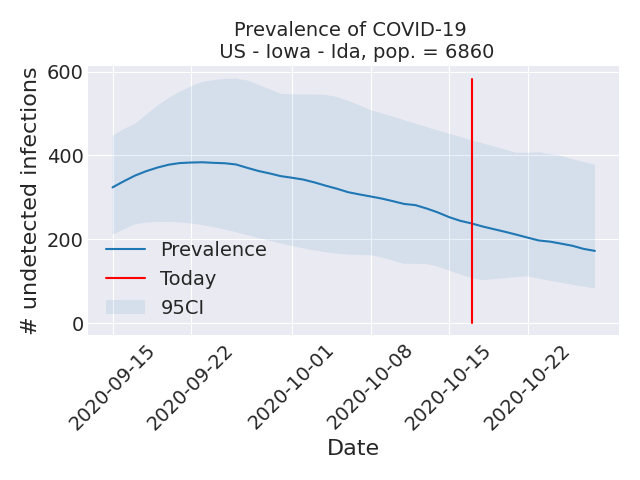 Prevalence of COVID-19
US - Iowa - Ida, pop. = 6860
# undetected infections
600
400
200
0
Prevalence
Today
95CI
2020-09-15
2020-09-22
2020-10-01
2020-10-08
2020-10-15
2020-10-22
Date